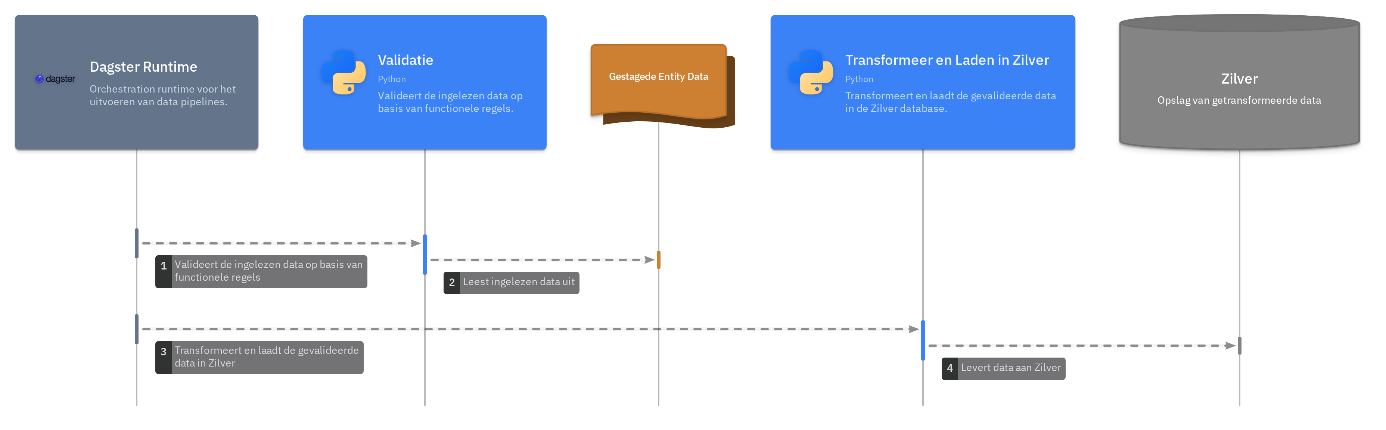 dagster
Dagster Runtime
Orchestration runtime voor het
uitvoeren van data pipelines.
Validatie
Python
Valideert de ingelezen data op
basis van functionele regels.
Gestagede Entity Data
Transformeer en Laden in Zilver
Python
Transformeert en laadt de gevalideerde data
in de Zilver database.
Zilver
Opslag van getransformeerde data
1 Valideert de ingelezen data op basis van
functionele regels
2 Leest ingelezen data uit
3 Transformeert en laadt de gevalideerde
data in Zilver
4 Levert data aan Zilver